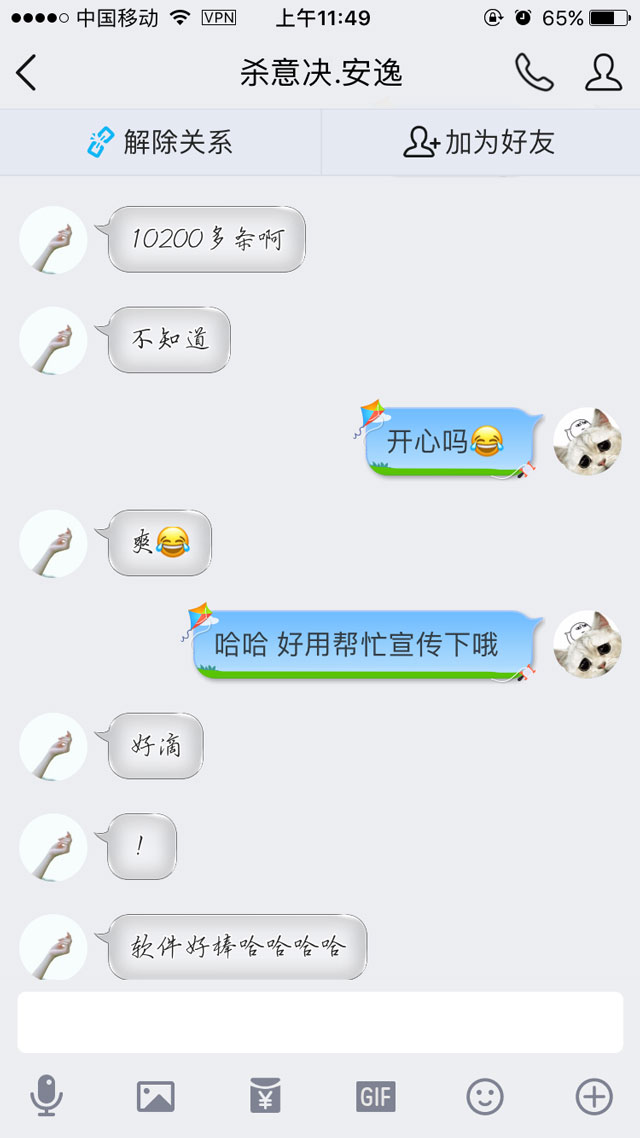 中国移动 VPN 上午11:49 65%
杀意决.安逸
解除关系 加为好友
10200多条啊
不知道
开心吗😂
爽😂
哈哈 好用帮忙宣传下哦
好滴
！
软件好棒哈哈哈哈
¥ GIF